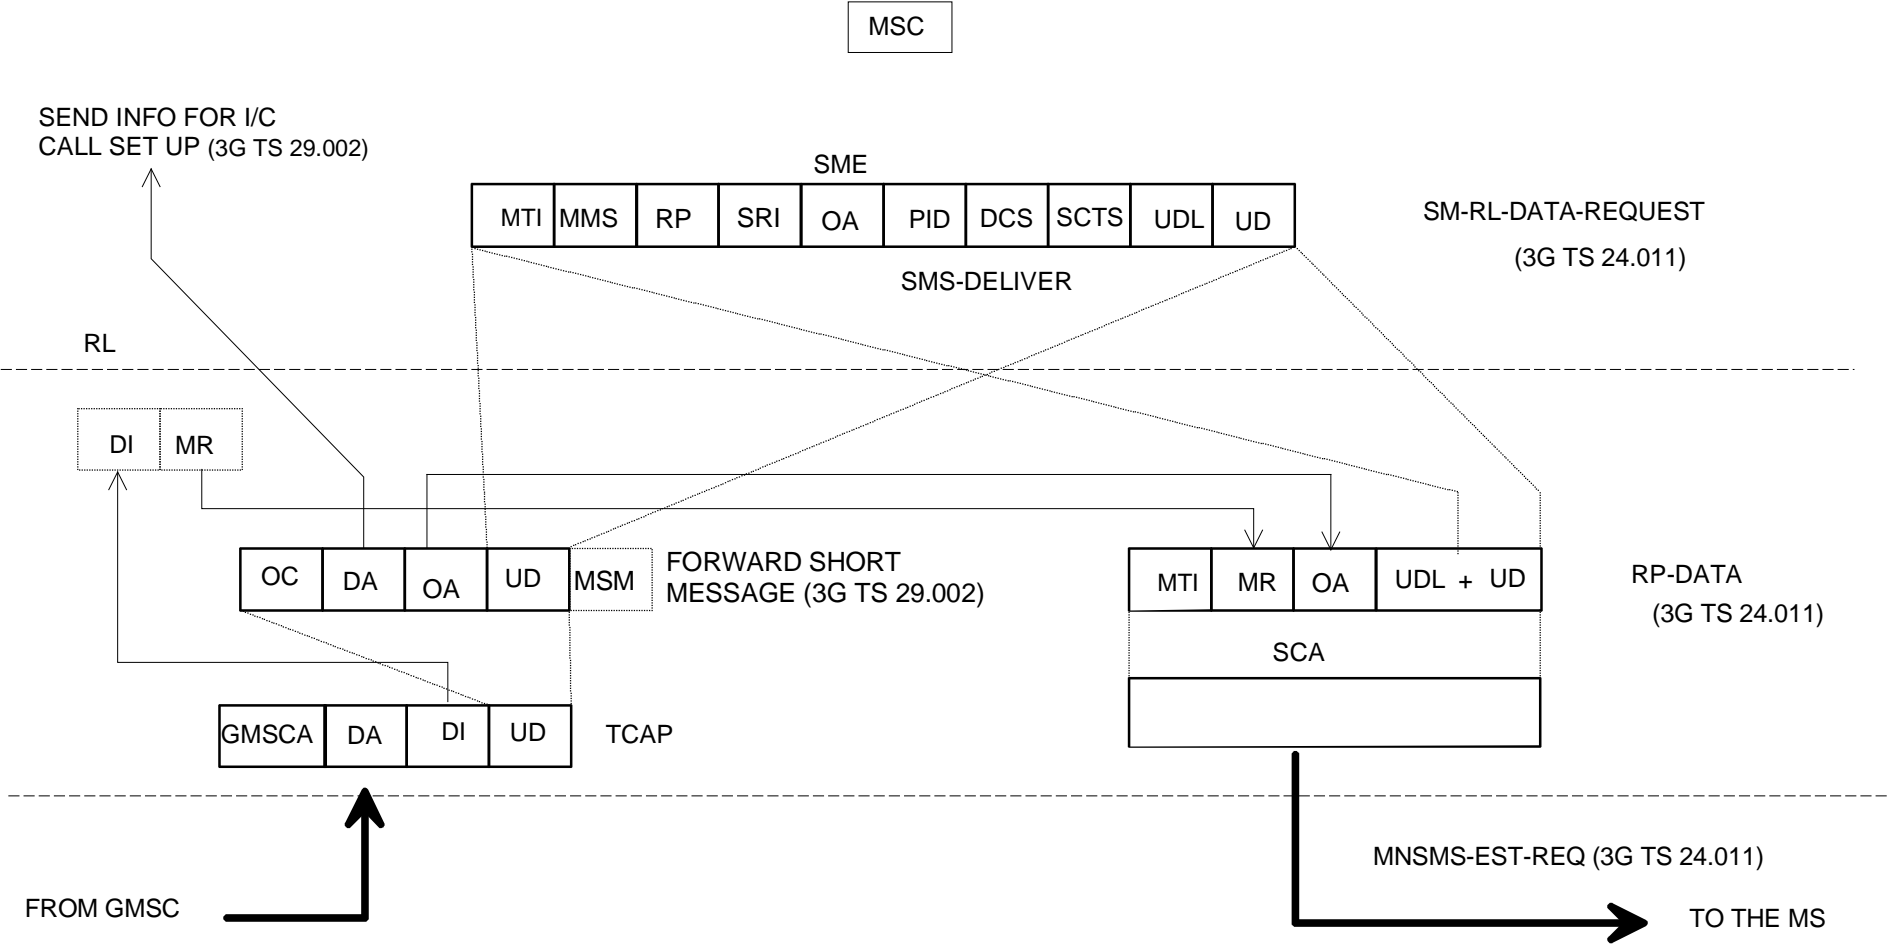 MSC
SEND INFO FOR I/C
CALL SET UP (3G TS 29.002)
SME
MTI MMS RP SRI OA PID DCS SCTS UDL UD
SM-RL-DATA-REQUEST
(3G TS 24.011)
SMS-DELIVER
RL
DI MR
OC DA OA UD MSM
FORWARD SHORT
MESSAGE (3G TS 29.002)
MTI MR OA UDL + UD
RP-DATA
(3G TS 24.011)
SCA
GMSCA DA DI UD TCAP
MNSMS-EST-REQ (3G TS 24.011)
FROM GMSC
TO THE MS